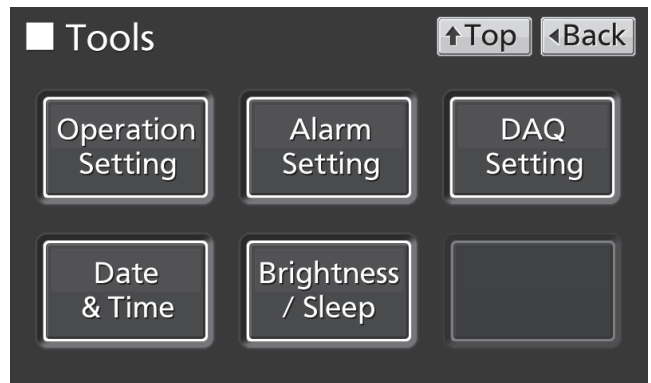 Tools
Top
Back
Operation
Setting
Alarm
Setting
DAQ
Setting
Date
& Time
Brightness
/ Sleep